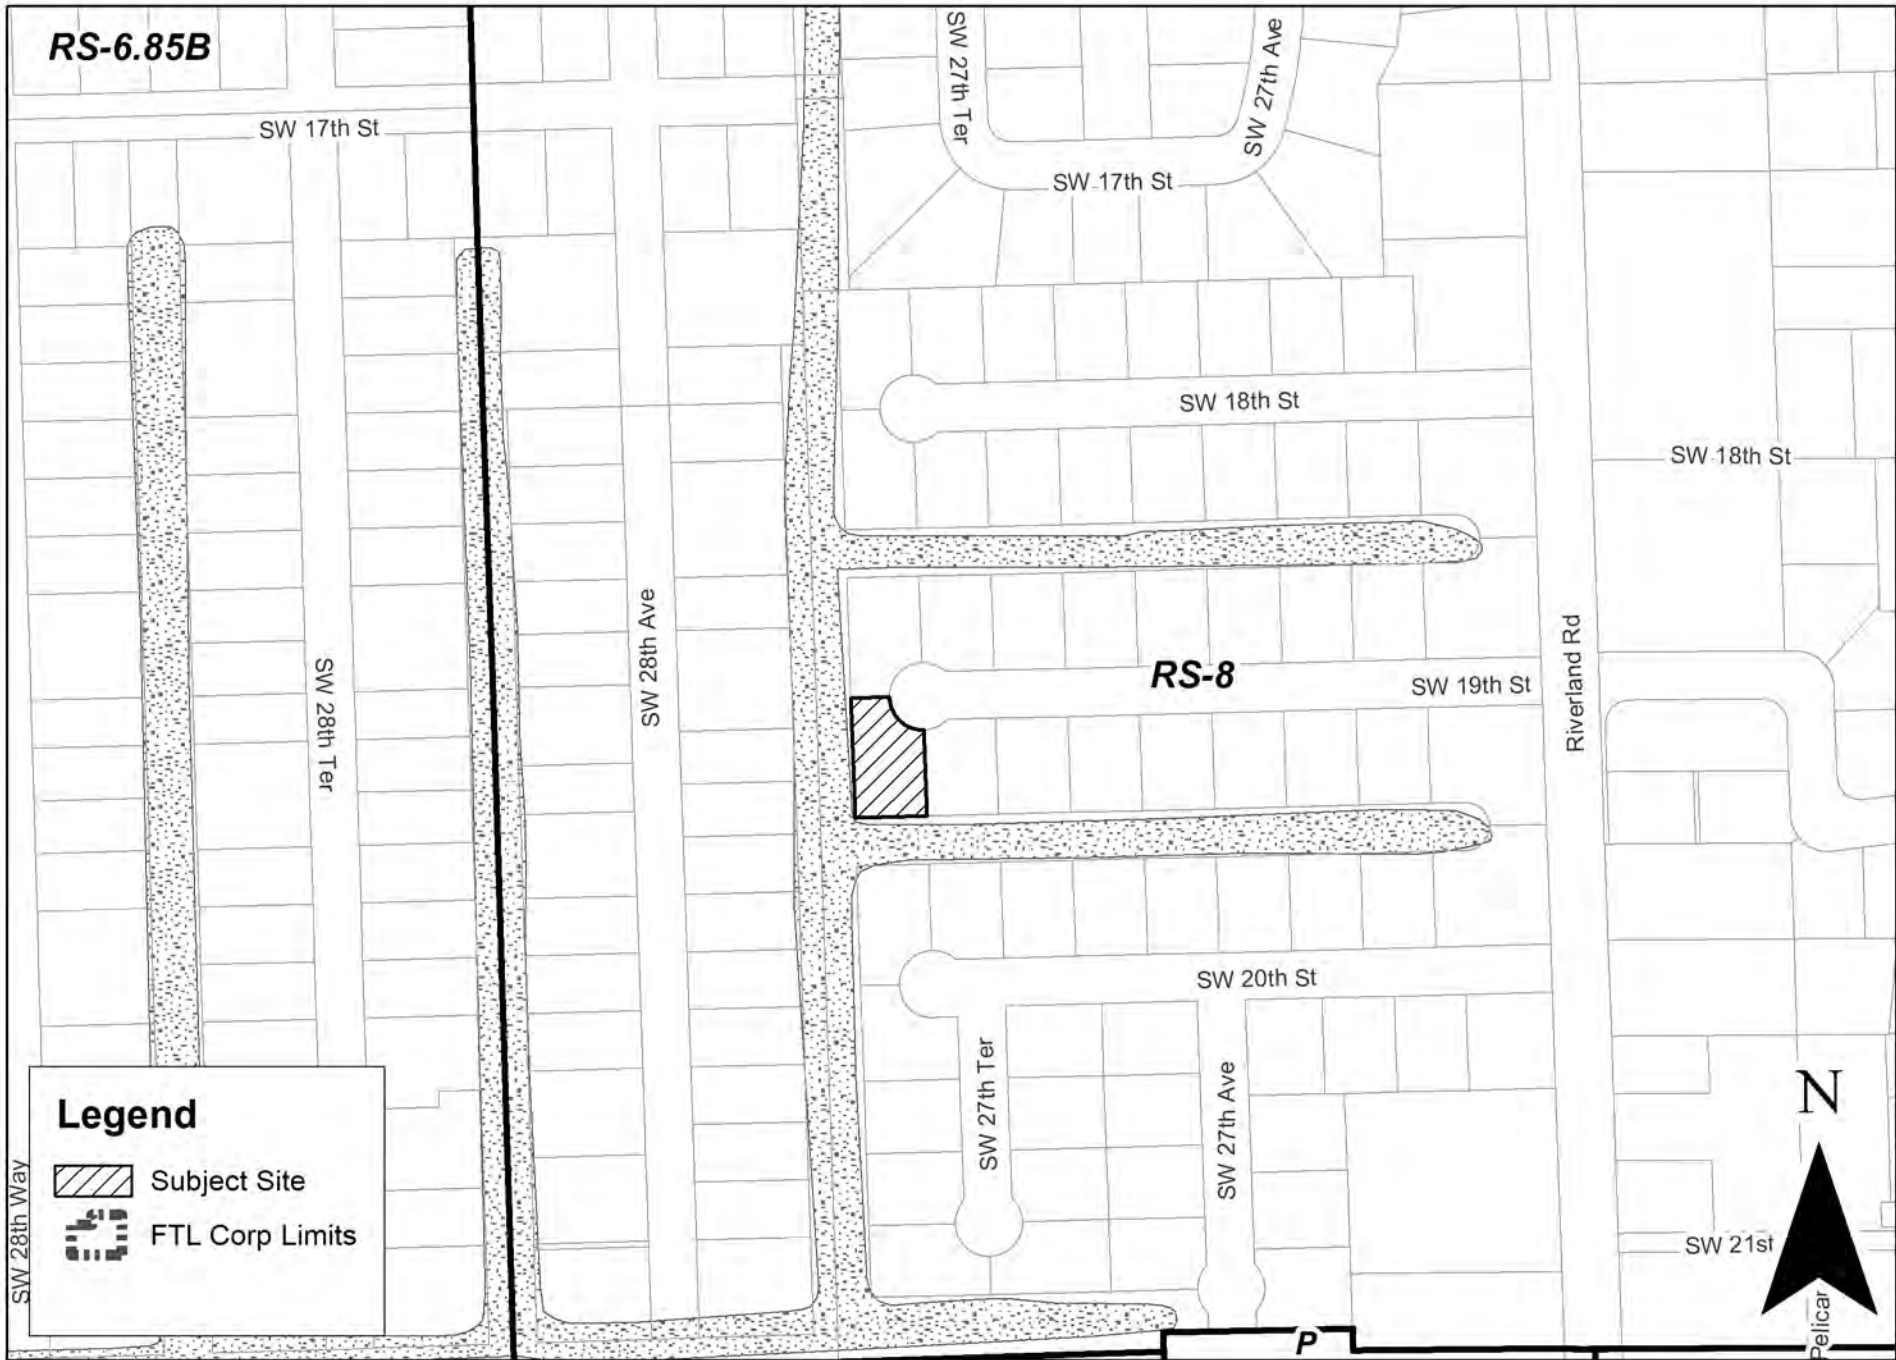 RS-6.85B
SW 27th Ter
SW 27th Ave
SW 17th St
SW 17th St
SW 18th St
SW 18th St
SW 28th Ave
Riverland Rd
SW 28th Ter
RS-8
SW 19th St
SW 20th St
SW 27th Ter
SW 27th Ave
N
Legend
Subject Site
FTL Corp Limits
SW 28th Way
SW 21st
Pelicar
P